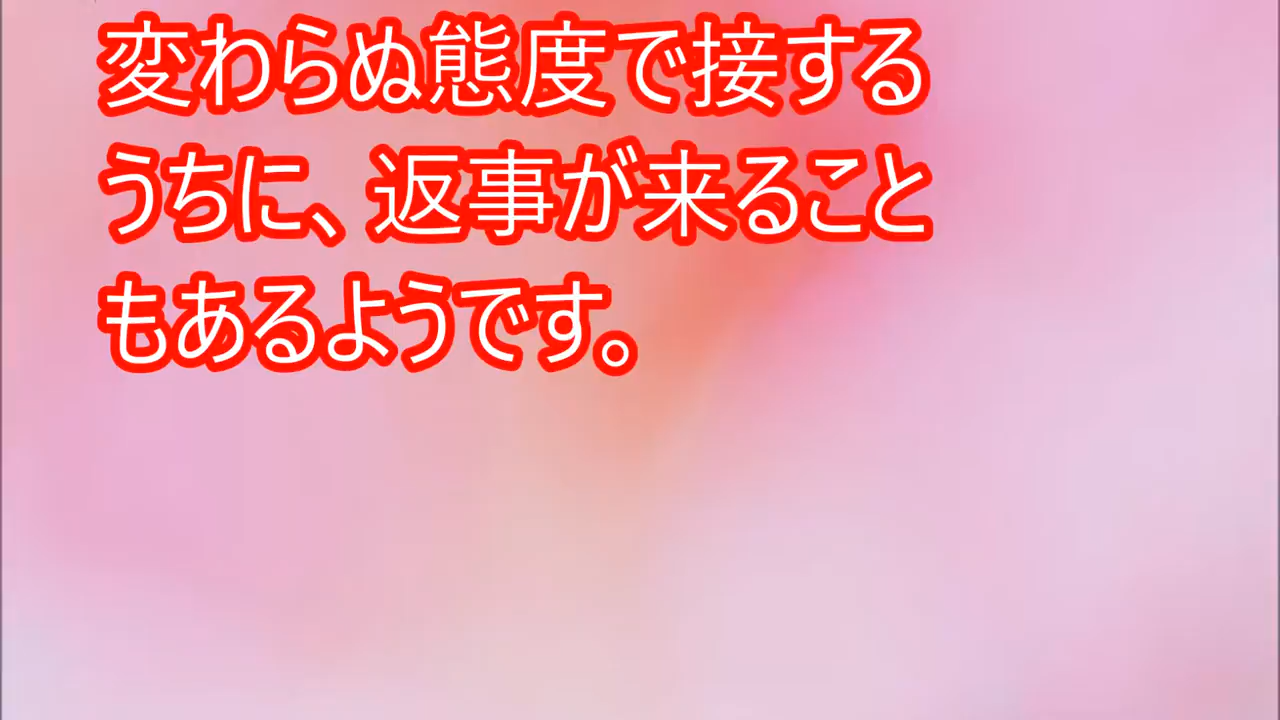 変わらぬ態度で接する
うちに、返事が来ること
もあるようです。